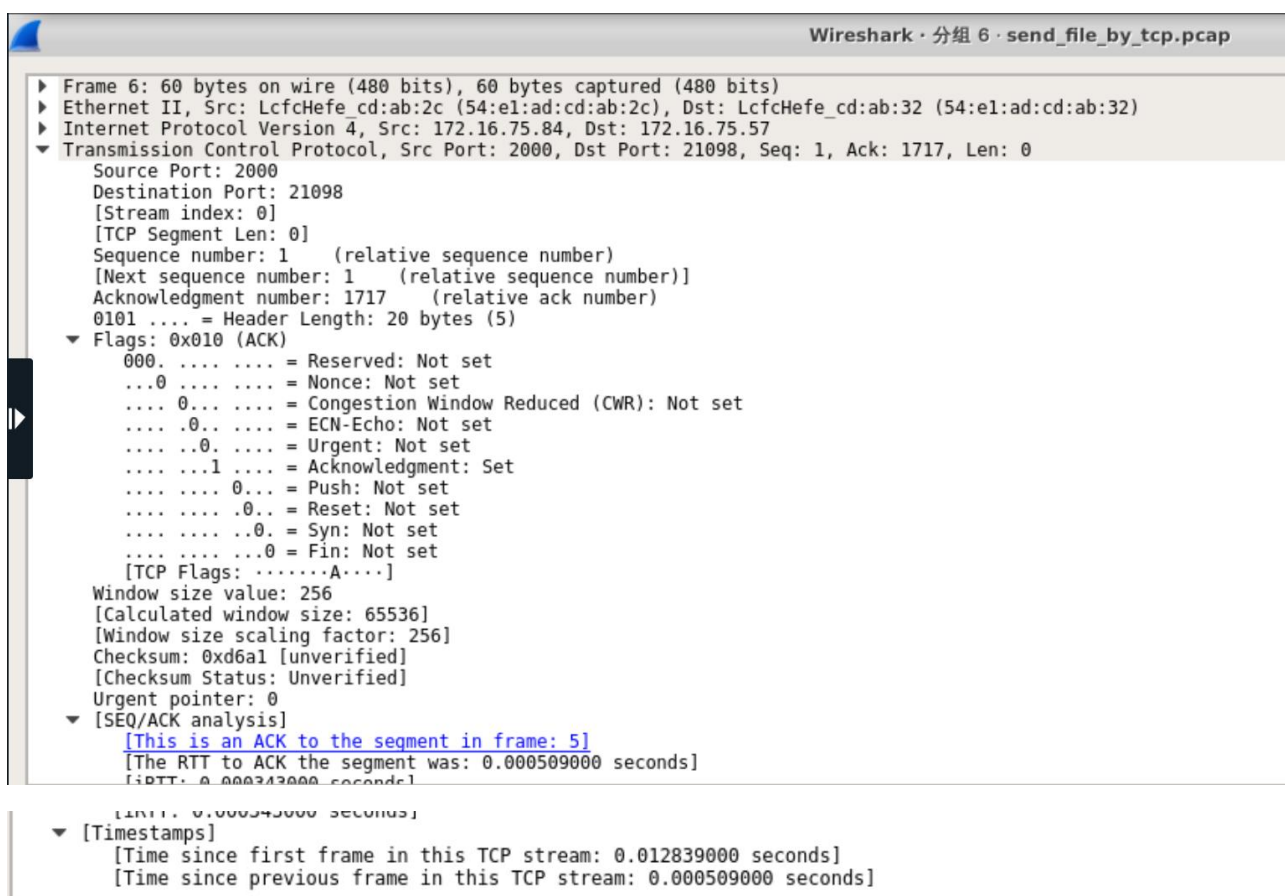 Wireshark · 分组 6 · send_file_by_tcp.pcap
Frame 6: 60 bytes on wire (480 bits), 60 bytes captured (480 bits)
Ethernet II, Src: LcfcHefe_cd:ab:2c (54:e1:ad:cd:ab:2c), Dst: LcfcHefe_cd:ab:32 (54:e1:ad:cd:ab:32)
Internet Protocol Version 4, Src: 172.16.75.84, Dst: 172.16.75.57
Transmission Control Protocol, Src Port: 2000, Dst Port: 21098, Seq: 1, Ack: 1717, Len: 0
Source Port: 2000
Destination Port: 21098
[Stream index: 0]
[TCP Segment Len: 0]
Sequence number: 1    (relative sequence number)
[Next sequence number: 1    (relative sequence number)]
Acknowledgment number: 1717    (relative ack number)
0101 .... = Header Length: 20 bytes (5)
Flags: 0x010 (ACK)
000. .... .... = Reserved: Not set
...0 .... .... = Nonce: Not set
.... 0... .... = Congestion Window Reduced (CWR): Not set
.... .0.. .... = ECN-Echo: Not set
.... ..0. .... = Urgent: Not set
.... ...1 .... = Acknowledgment: Set
.... .... 0... = Push: Not set
.... .... .0.. = Reset: Not set
.... .... ..0. = Syn: Not set
.... .... ...0 = Fin: Not set
[TCP Flags: ·······A····]
Window size value: 256
[Calculated window size: 65536]
[Window size scaling factor: 256]
Checksum: 0xd6a1 [unverified]
[Checksum Status: Unverified]
Urgent pointer: 0
[SEQ/ACK analysis]
[This is an ACK to the segment in frame: 5]
[The RTT to ACK the segment was: 0.000509000 seconds]
[iRTT: 0.000343000 seconds]
[iRTT: 0.000343000 seconds]
[Timestamps]
[Time since first frame in this TCP stream: 0.012839000 seconds]
[Time since previous frame in this TCP stream: 0.000509000 seconds]